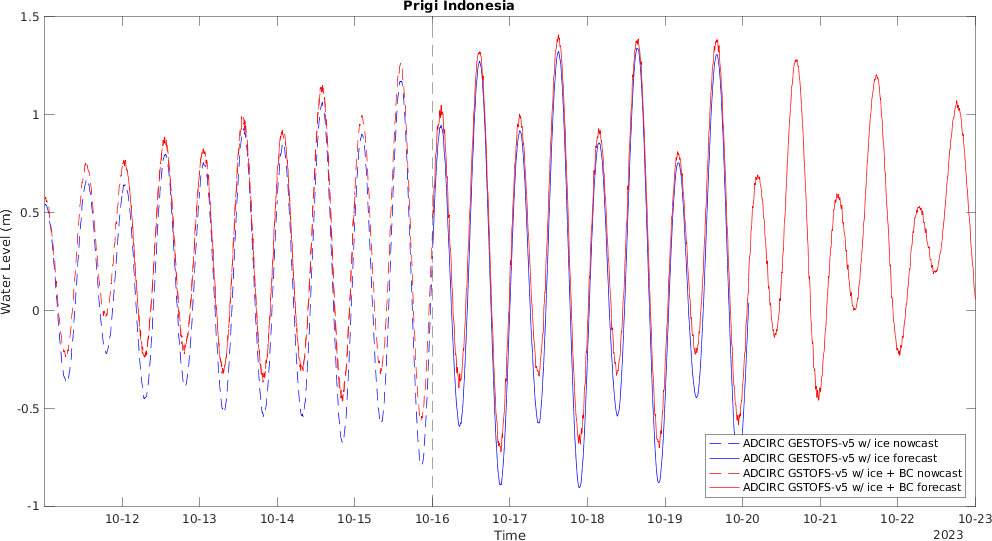 Prigi Indonesia
1.5
1
0.5
0
-0.5
-1
Water Level (m)
10-12 10-13 10-14 10-15 10-16 10-17 10-18 10-19 10-20 10-21 10-22 10-23
Time
2023
ADCIRC GESTOFS-v5 w/ ice nowcast
ADCIRC GESTOFS-v5 w/ ice forecast
ADCIRC GSTOFS-v5 w/ ice + BC nowcast
ADCIRC GSTOFS-v5 w/ ice + BC forecast